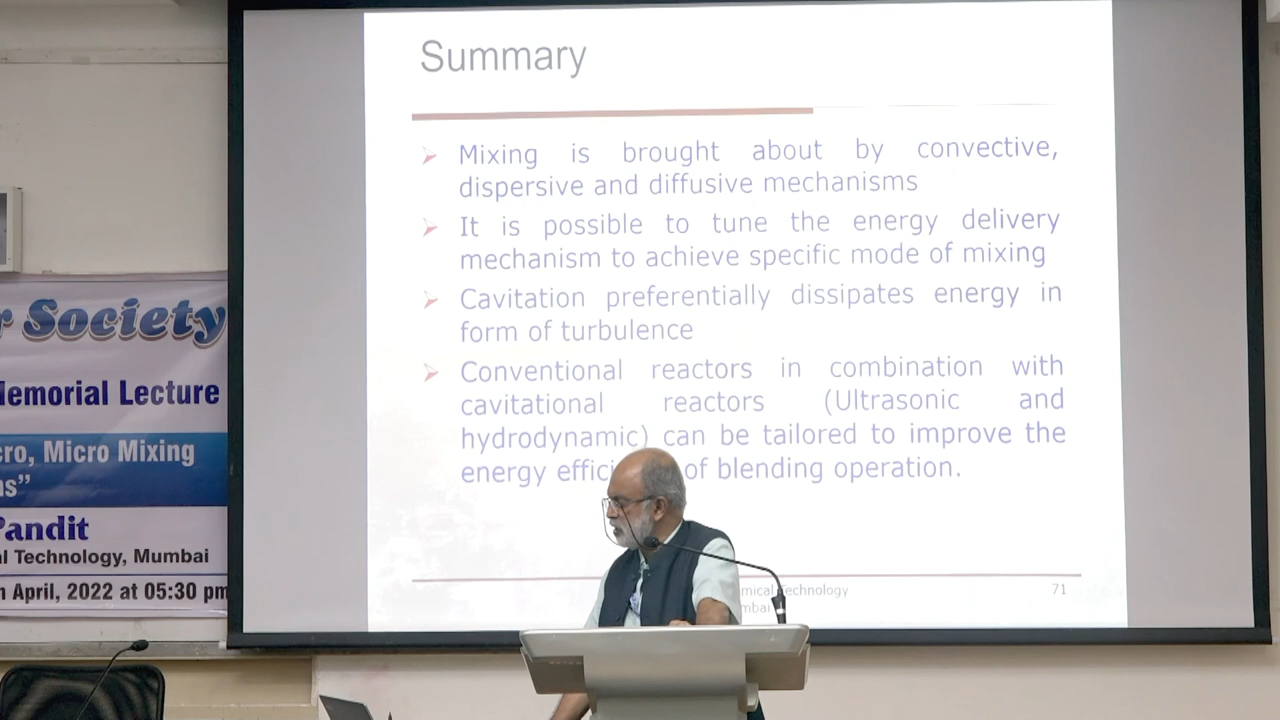 Summary
Mixing is brought about by convective,
dispersive and diffusive mechanisms
It is possible to tune the energy delivery
mechanism to achieve specific mode of mixing
Cavitation preferentially dissipates energy in
form of turbulence
Conventional reactors in combination with
cavitational reactors (Ultrasonic and
hydrodynamic) can be tailored to improve the
energy of blending operation.
Technology
71
Society
Memorial Lecture
Micro Mixing
Pandit
Technology, Mumbai
April, 2022 at 05:30 pm